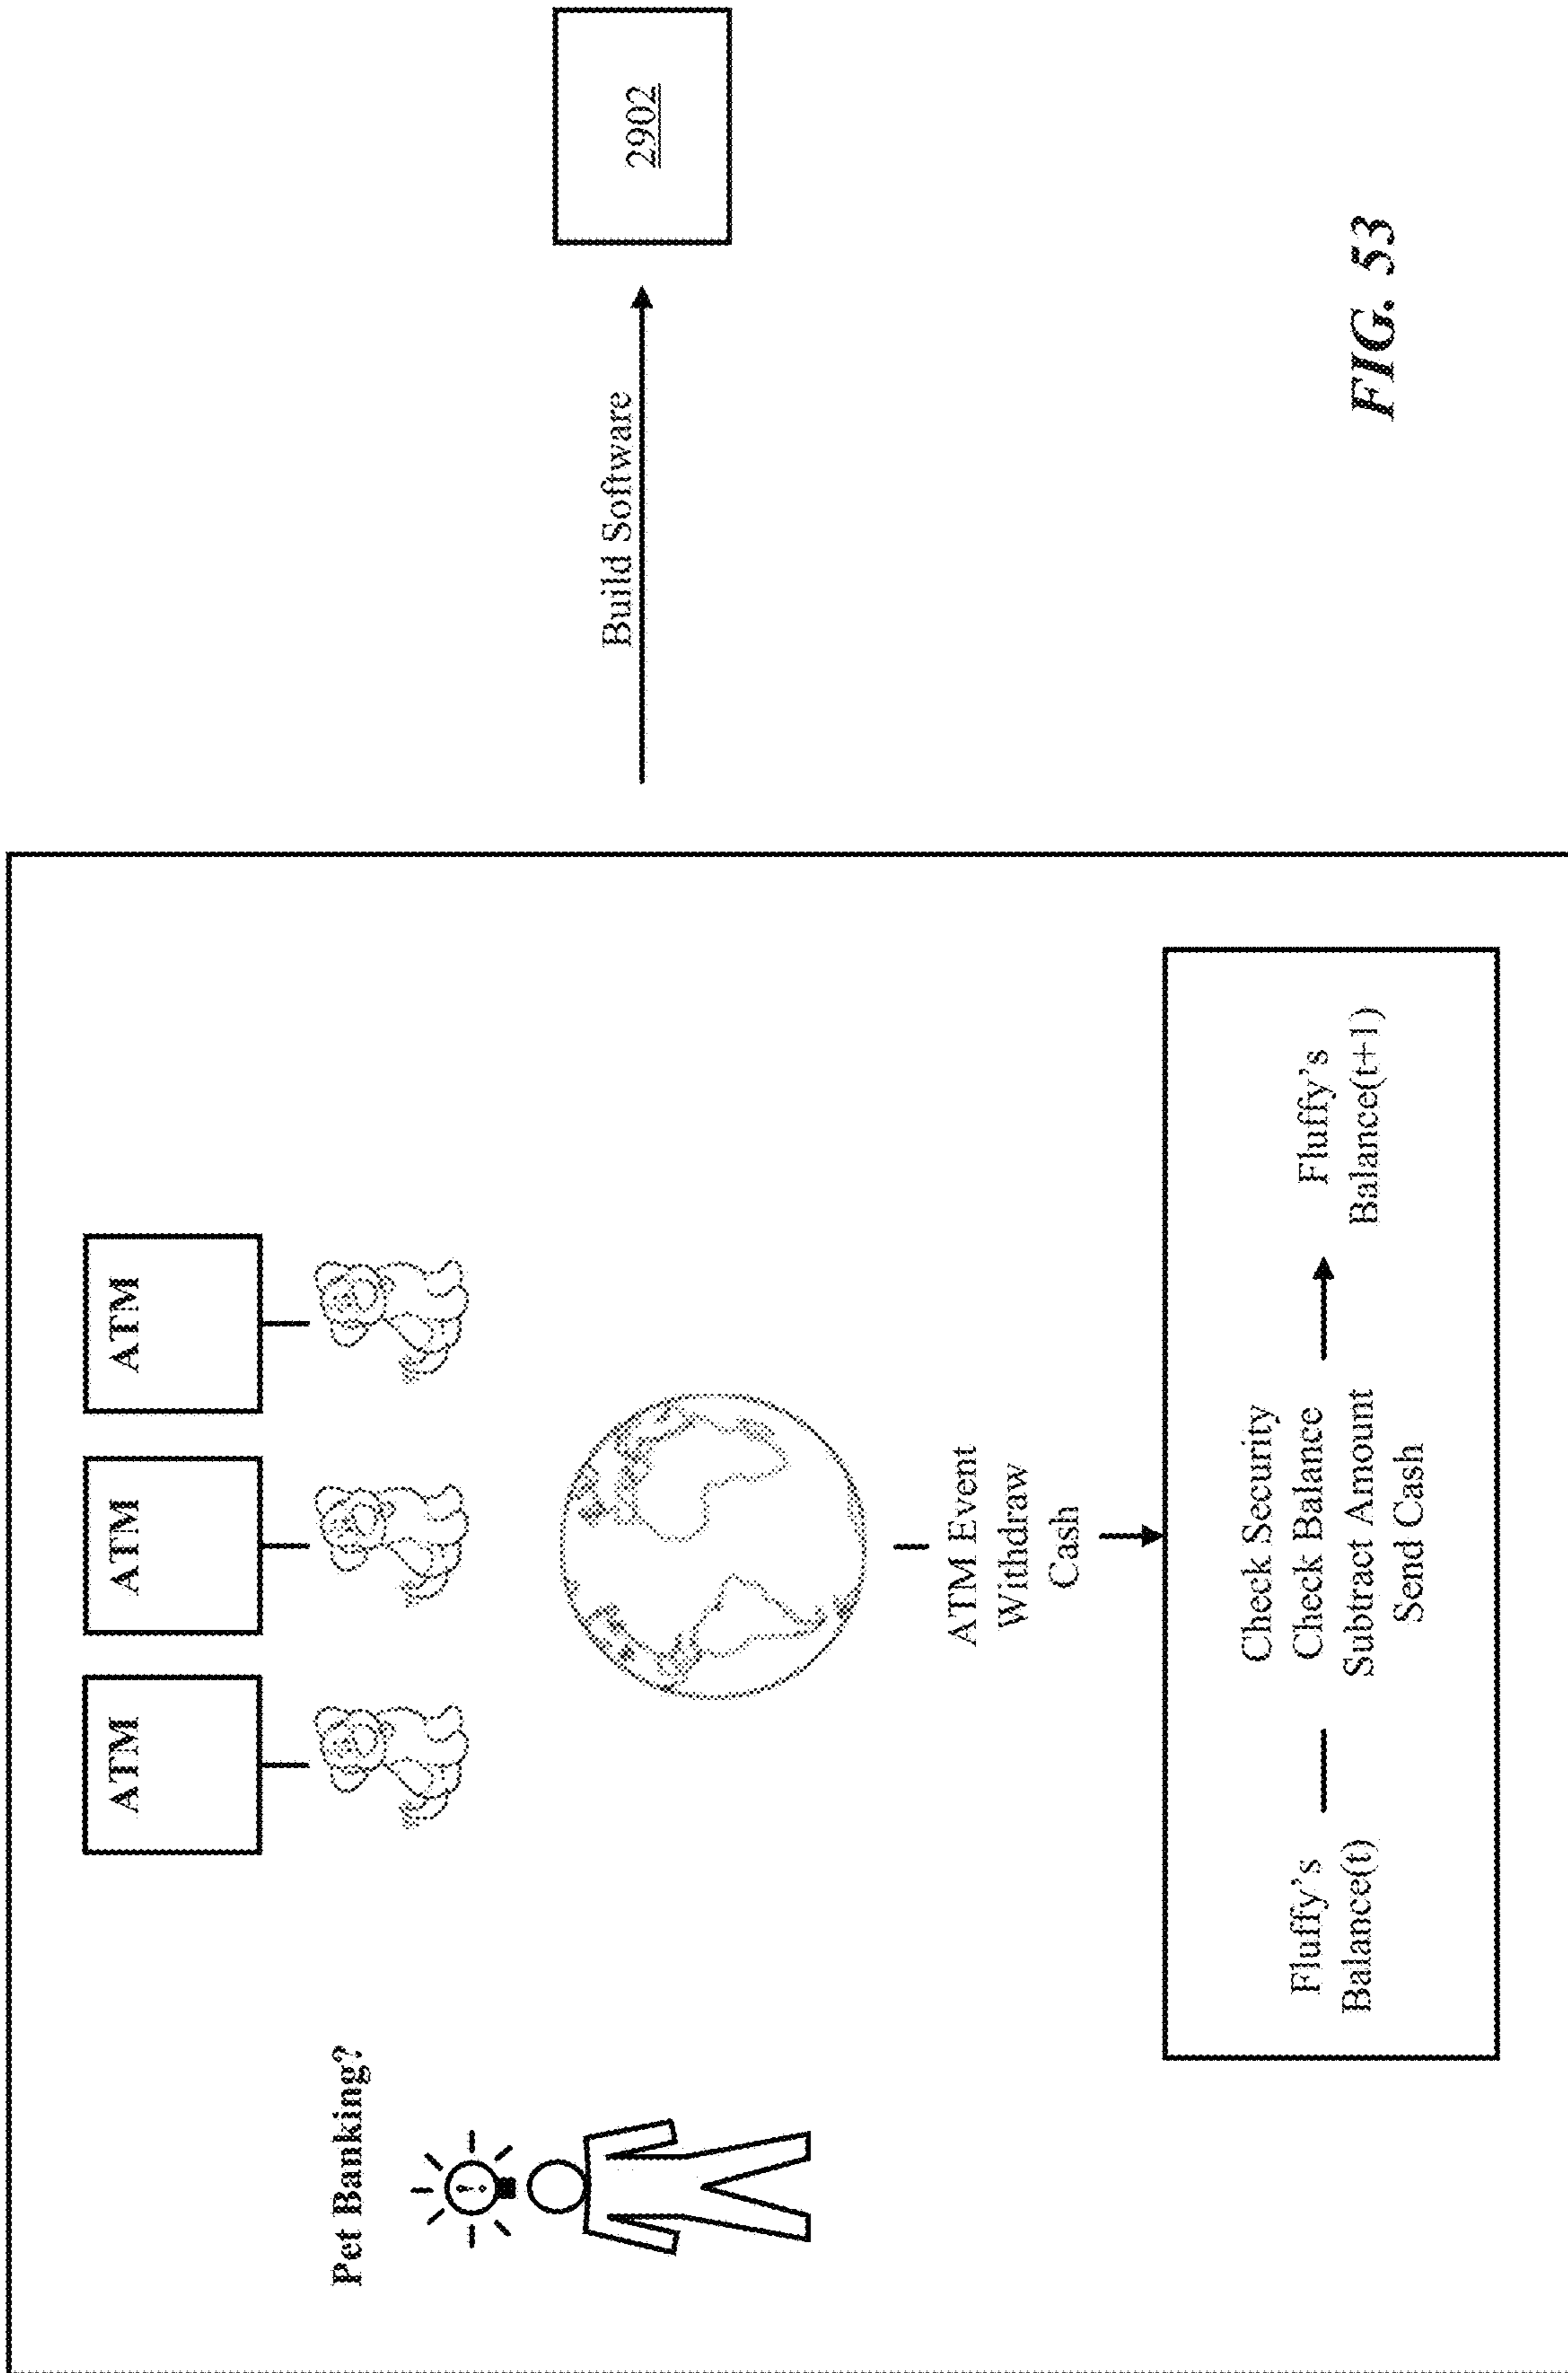 Pet Banking?
ATM
ATM
ATM
ATM Event
Withdraw
Cash
Fluffy's
Balance(t)
Check Security
Check Balance
Subtract Amount
Send Cash
Fluffy's
Balance(t+1)
Build Software
2902
FIG. 53